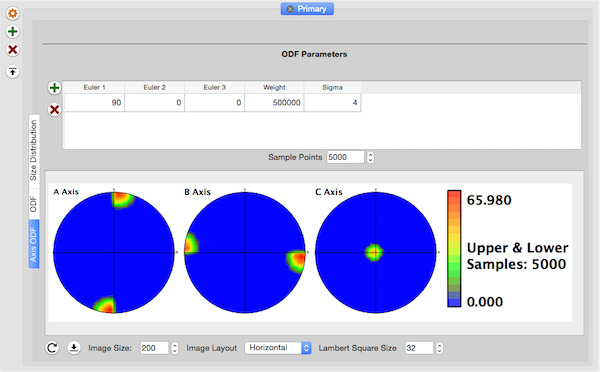 Primary
ODF Parameters
Euler 1 Euler 2 Euler 3 Weight Sigma
90 0 0 500000 4
Sample Points 5000
Size Distribution
ODF
Axis ODF
A Axis B Axis C Axis
65.980
Upper & Lower
Samples: 5000
0.000
Image Size: 200 Image Layout Horizontal Lambert Square Size 32